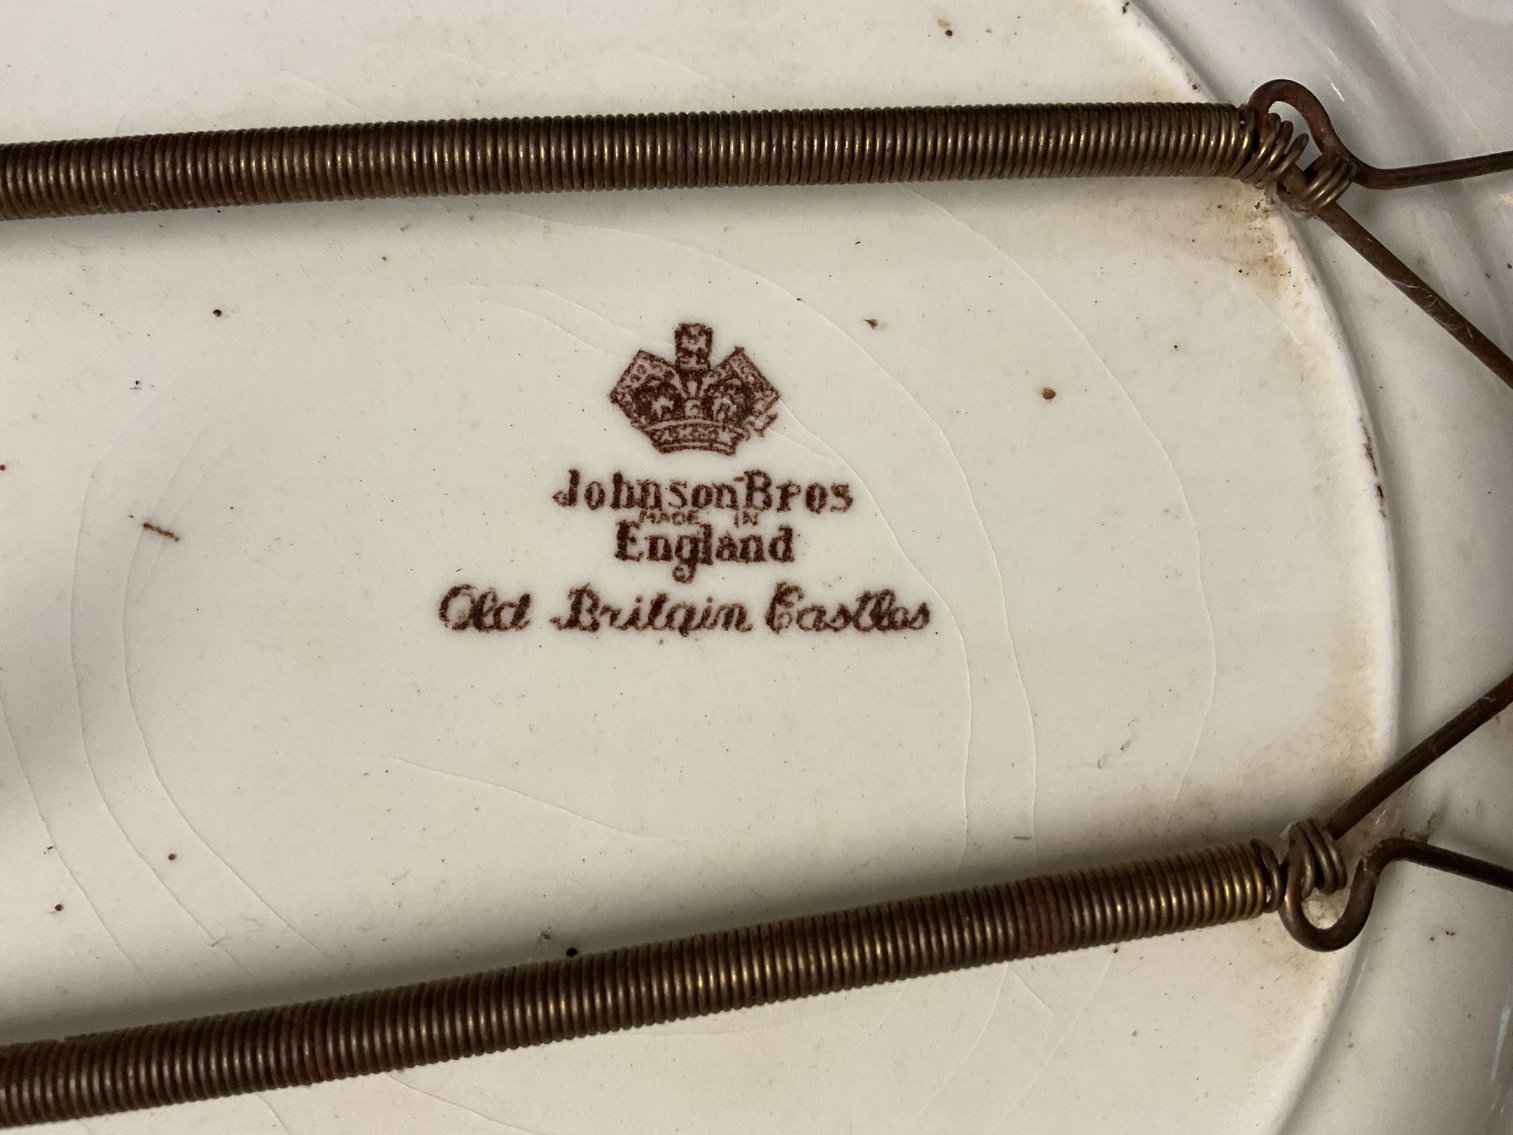 Johnson Bros
MADE IN
England
Old Britain Castles